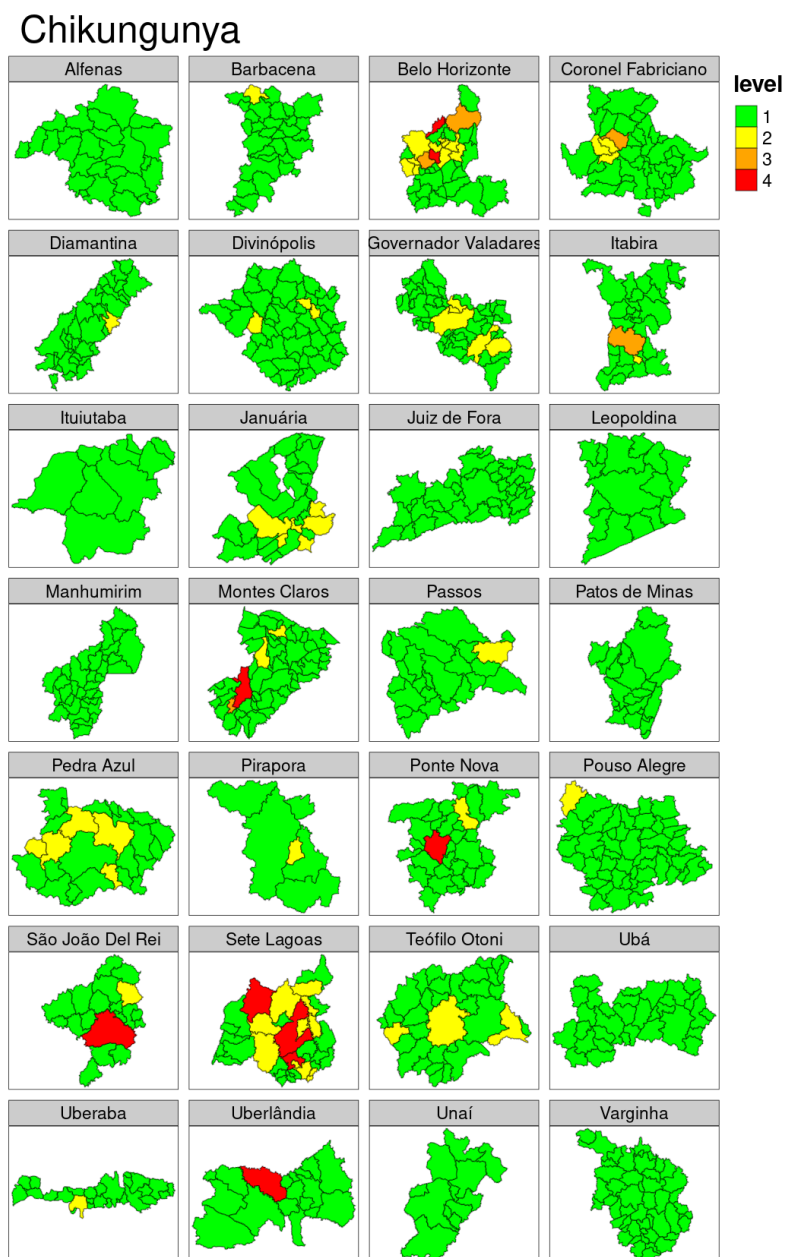 Chikungunya
Alfenas Barbacena Belo Horizonte Coronel Fabriciano
level
1
2
3
4
Diamantina Divinópolis Governador Valadares Itabira
Ituiutaba Januária Juiz de Fora Leopoldina
Manhumirim Montes Claros Passos Patos de Minas
Pedra Azul Pirapora Ponte Nova Pouso Alegre
São João Del Rei Sete Lagoas Teófilo Otoni Ubá
Uberaba Uberlândia Unaí Varginha